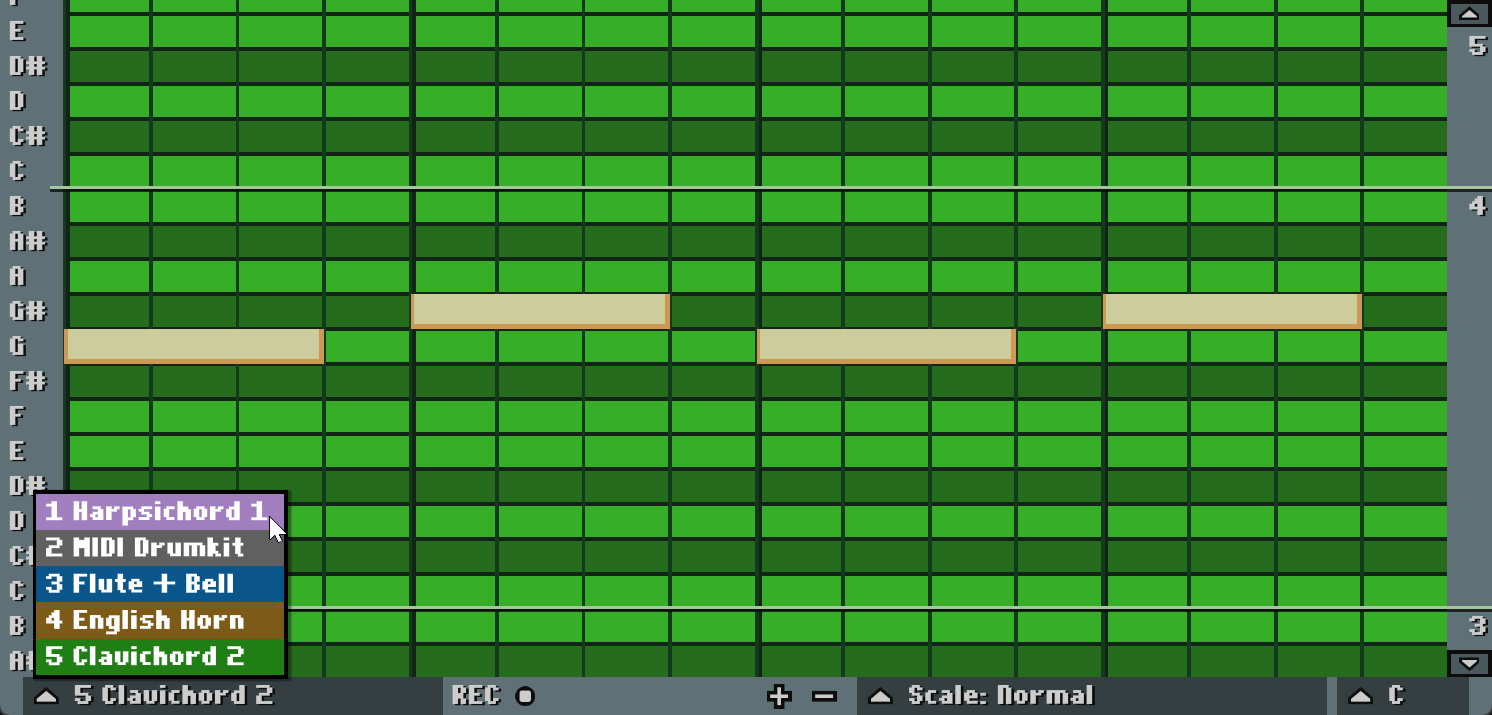 E
D#
5
D
C#
C
B
4
A#
A
G#
G
F#
F
E
D#
1 Harpsichord 1
D
2 MIDI Drumkit
C#
3 Flute + Bell
C
4 English Horn
B
3
5 Clavichord 2
A#
5 Clavichord 2 REC + − Scale: Normal C